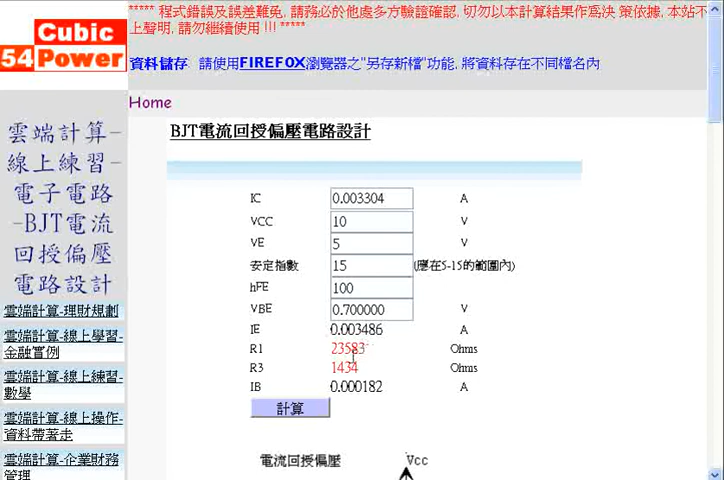 ***** 程式錯誤及誤差難免, 請務必於他處多方驗證確認, 切勿以本計算結果作為決 策依據, 本站不
上聲明, 請勿繼續使用 !!! *****
Cubic
54Power
資料儲存: 請使用FIREFOX瀏覽器之"另存新檔"功能, 將資料存在不同檔名內
Home
雲端計算-
線上練習-
電子電路
-BJT電流
回授偏壓
電路設計
雲端計算-理財規劃
雲端計算-線上學習-
金融實例
雲端計算-線上練習-
數學
雲端計算-線上操作-
資料帶著走
雲端計算-企業財務
管理
BJT電流回授偏壓電路設計
IC 0.003304 A
VCC 10 V
VE 5 V
安定指數 15 (應在5-15的範圍內)
hFE 100
VBE 0.700000 V
IE 0.003486 A
R1 23583 Ohms
R3 1434 Ohms
IB 0.000182 A
計算
電流回授偏壓 Vcc